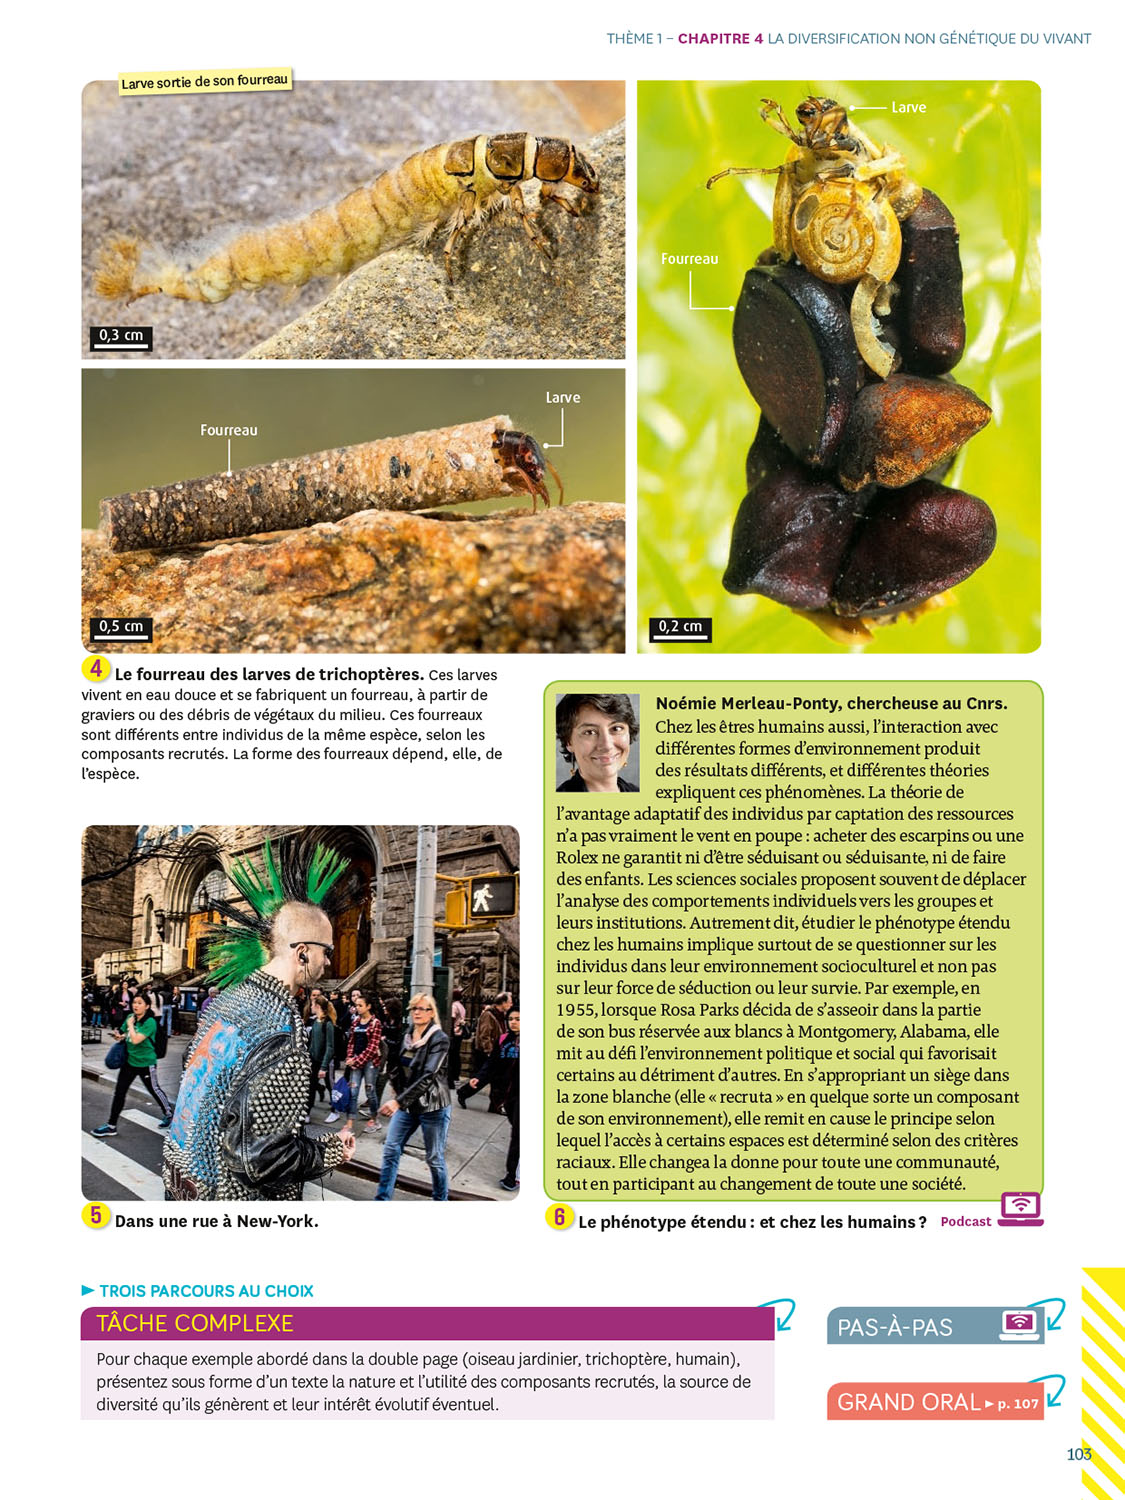 THÈME 1 – CHAPITRE 4 LA DIVERSIFICATION NON GÉNÉTIQUE DU VIVANT
Larve sortie de son fourreau
0,3 cm
Fourreau
Larve
0,5 cm
Larve
Fourreau
0,2 cm
4 Le fourreau des larves de trichoptères. Ces larves
vivent en eau douce et se fabriquent un fourreau, à partir de
graviers ou des débris de végétaux du milieu. Ces fourreaux
sont différents entre individus de la même espèce, selon les
composants recrutés. La forme des fourreaux dépend, elle, de
l'espèce.
5 Dans une rue à New-York.
Noémie Merleau-Ponty, chercheuse au Cnrs.
Chez les êtres humains aussi, l'interaction avec
différentes formes d'environnement produit
des résultats différents, et différentes théories
expliquent ces phénomènes. La théorie de
l'avantage adaptatif des individus par captation des ressources
n'a pas vraiment le vent en poupe : acheter des escarpins ou une
Rolex ne garantit ni d'être séduisant ou séduisante, ni de faire
des enfants. Les sciences sociales proposent souvent de déplacer
l'analyse des comportements individuels vers les groupes et
leurs institutions. Autrement dit, étudier le phénotype étendu
chez les humains implique surtout de se questionner sur les
individus dans leur environnement socioculturel et non pas
sur leur force de séduction ou leur survie. Par exemple, en
1955, lorsque Rosa Parks décida de s'asseoir dans la partie
de son bus réservée aux blancs à Montgomery, Alabama, elle
mit au défi l'environnement politique et social qui favorisait
certains au détriment d'autres. En s'appropriant un siège dans
la zone blanche (elle « recruta » en quelque sorte un composant
de son environnement), elle remit en cause le principe selon
lequel l'accès à certains espaces est déterminé selon des critères
raciaux. Elle changea la donne pour toute une communauté,
tout en participant au changement de toute une société.
6 Le phénotype étendu : et chez les humains ? Podcast
► TROIS PARCOURS AU CHOIX
TÂCHE COMPLEXE
Pour chaque exemple abordé dans la double page (oiseau jardinier, trichoptère, humain),
présentez sous forme d'un texte la nature et l'utilité des composants recrutés, la source de
diversité qu'ils génèrent et leur intérêt évolutif éventuel.
PAS-À-PAS
GRAND ORAL ► p. 107
103